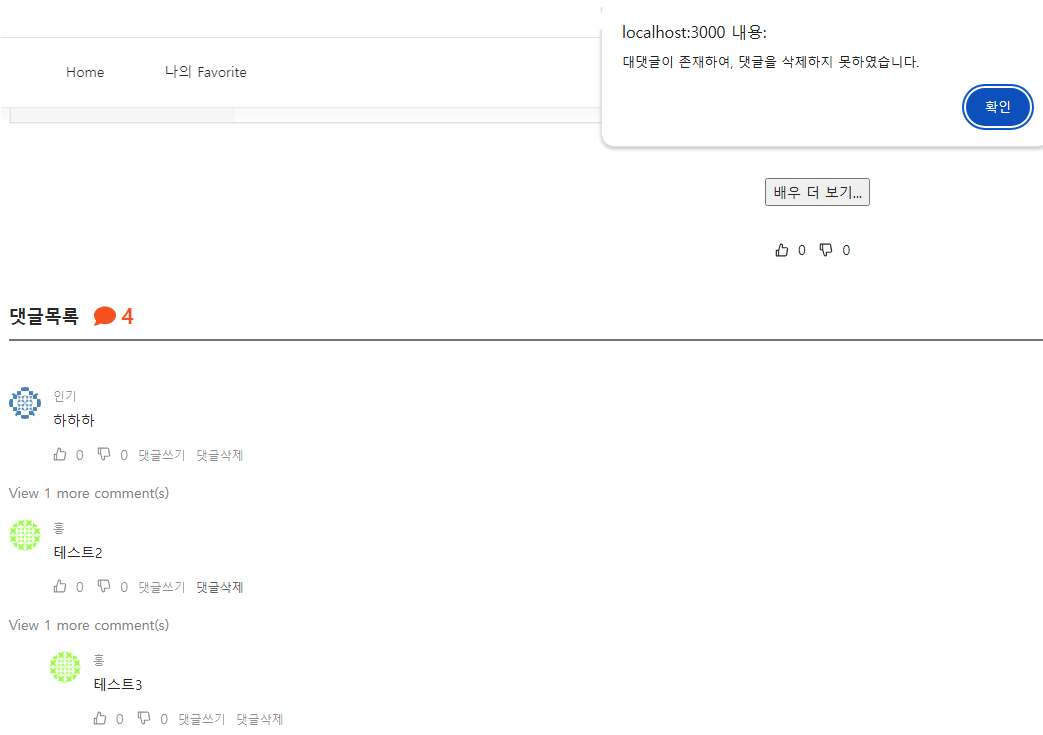 localhost:3000 내용:
대댓글이 존재하여, 댓글을 삭제하지 못하였습니다.
확인
Home 나의 Favorite
배우 더 보기...
0 0
댓글목록 4
인기
하하하
0 0 댓글쓰기 댓글삭제
View 1 more comment(s)
홍
테스트2
0 0 댓글쓰기 댓글삭제
View 1 more comment(s)
홍
테스트3
0 0 댓글쓰기 댓글삭제